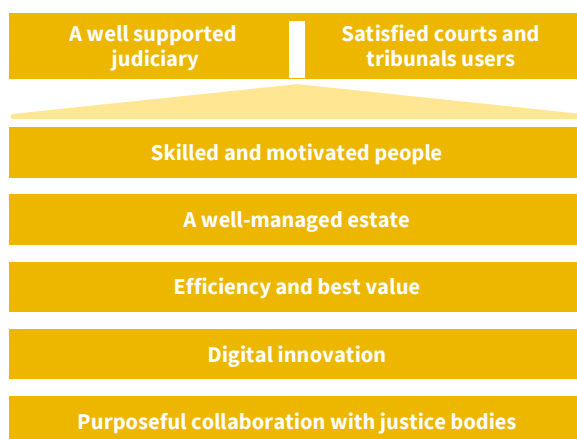 A well supported
judiciary
Satisfied courts and
tribunals users
Skilled and motivated people
A well-managed estate
Efficiency and best value
Digital innovation
Purposeful collaboration with justice bodies